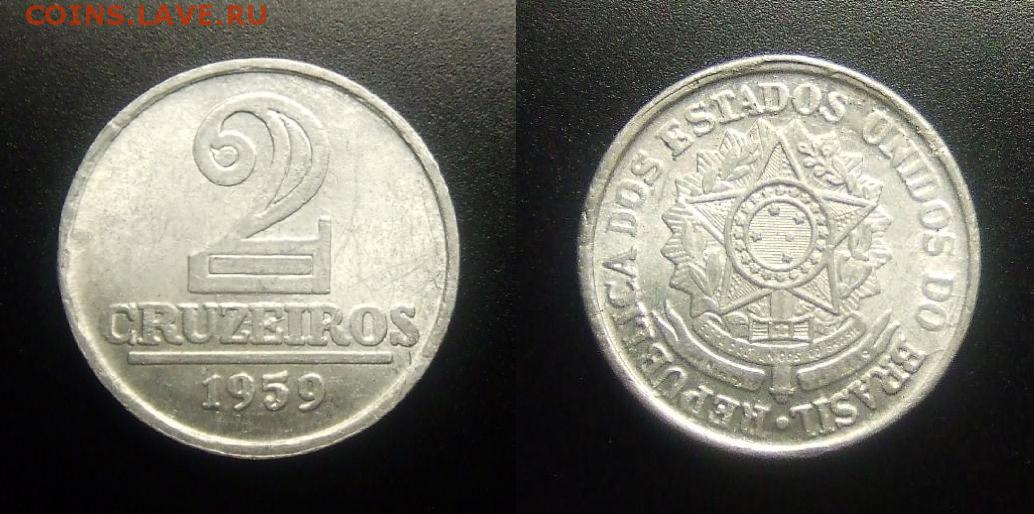 COINS.LAVE.RU
2
CRUZEIROS
1959
REPUBLICA DOS ESTADOS UNIDOS DO BRASIL